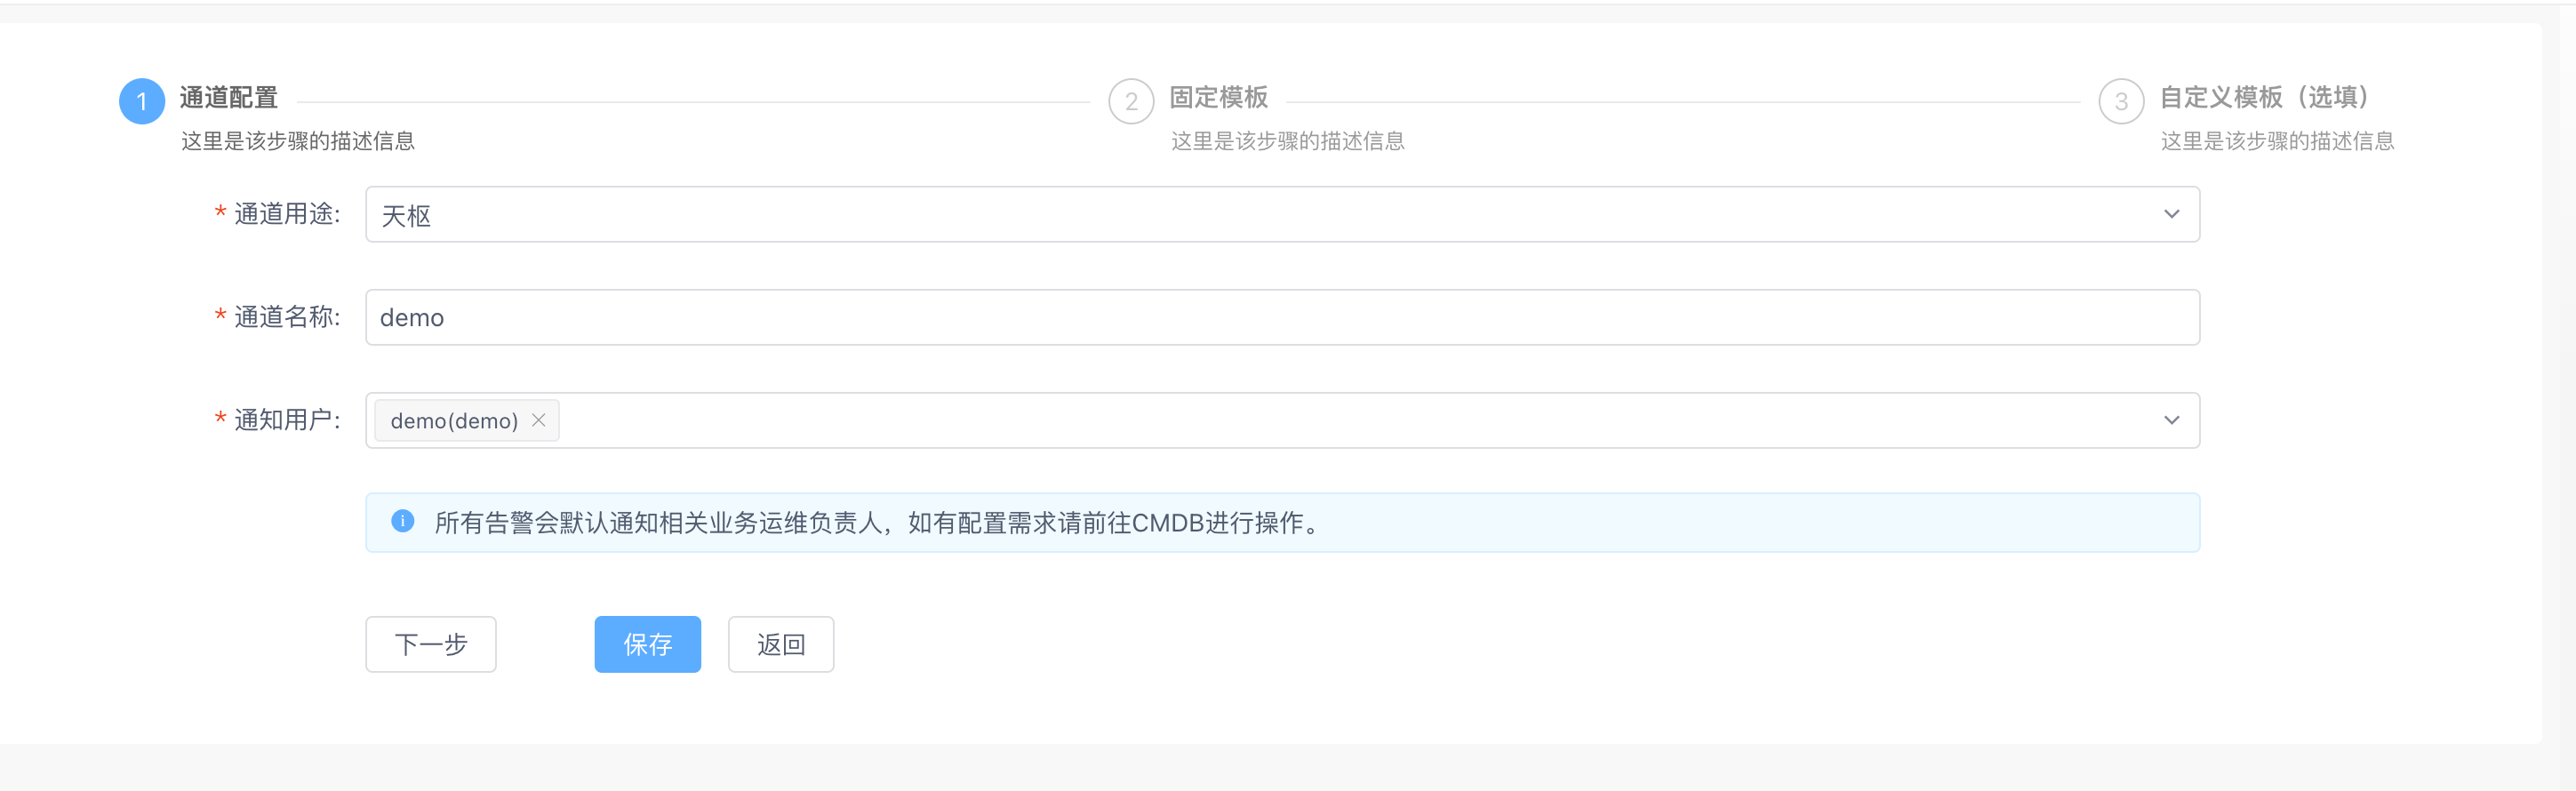 1 通道配置
这里是该步骤的描述信息
2 固定模板
这里是该步骤的描述信息
3 自定义模板（选填）
这里是该步骤的描述信息
* 通道用途: 天枢
* 通道名称: demo
* 通知用户: demo(demo)
所有告警会默认通知相关业务运维负责人，如有配置需求请前往CMDB进行操作。
下一步 保存 返回